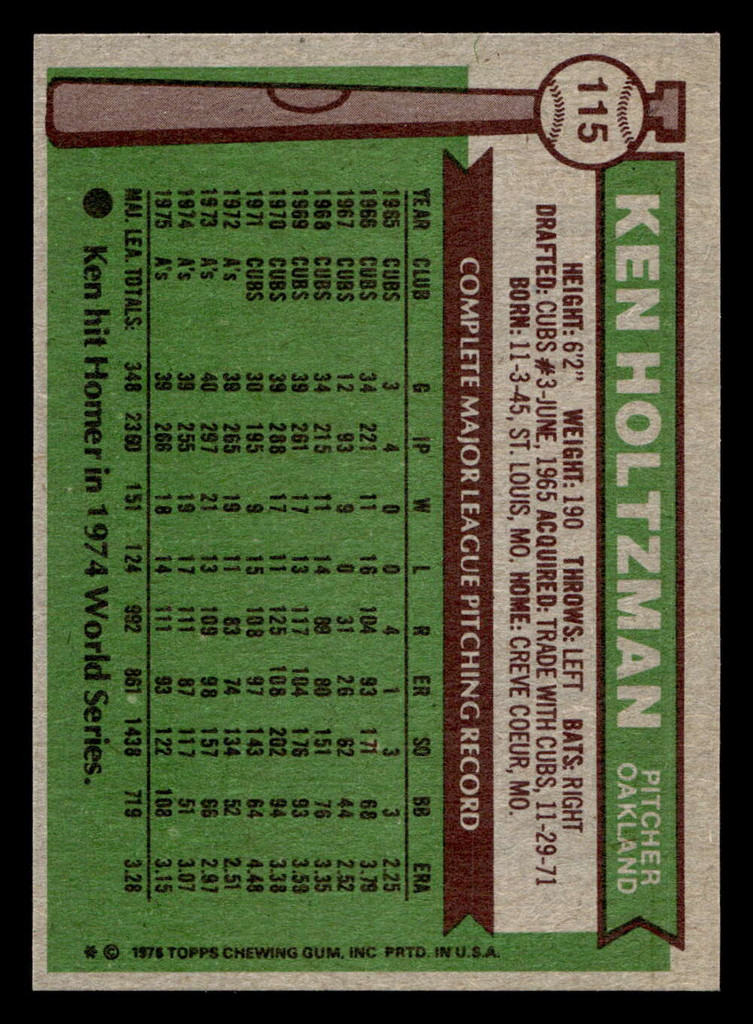 115
KEN HOLTZMAN
PITCHER
OAKLAND
HEIGHT: 6'2" WEIGHT: 190 THROWS: LEFT BATS: RIGHT
DRAFTED: CUBS #3-JUNE, 1965 ACQUIRED: TRADE WITH CUBS, 11-29-71
BORN: 11-3-45, ST. LOUIS, MO. HOME: CREVE COEUR, MO.
COMPLETE MAJOR LEAGUE PITCHING RECORD
YEAR CLUB G IP W L R ER SO BB ERA
1965 CUBS 3 4 0 0 4 1 3 3 2.25
1966 CUBS 34 221 11 16 104 93 171 68 3.79
1967 CUBS 12 93 9 0 31 26 62 44 2.52
1968 CUBS 34 215 11 14 89 80 151 76 3.35
1969 CUBS 39 261 17 13 117 104 176 93 3.59
1970 CUBS 39 288 17 11 125 108 202 94 3.38
1971 CUBS 30 195 9 15 108 97 143 64 4.48
1972 A's 39 265 19 11 83 74 134 52 2.51
1973 A's 40 297 21 13 109 98 157 66 2.97
1974 A's 39 255 19 17 111 87 117 51 3.07
1975 A's 39 266 18 14 111 93 122 108 3.15
MAJ. LEA. TOTALS: 348 2360 151 124 992 861 1438 719 3.28
Ken hit Homer in 1974 World Series.
* © 1976 TOPPS CHEWING GUM, INC PRTD. IN U.S.A.